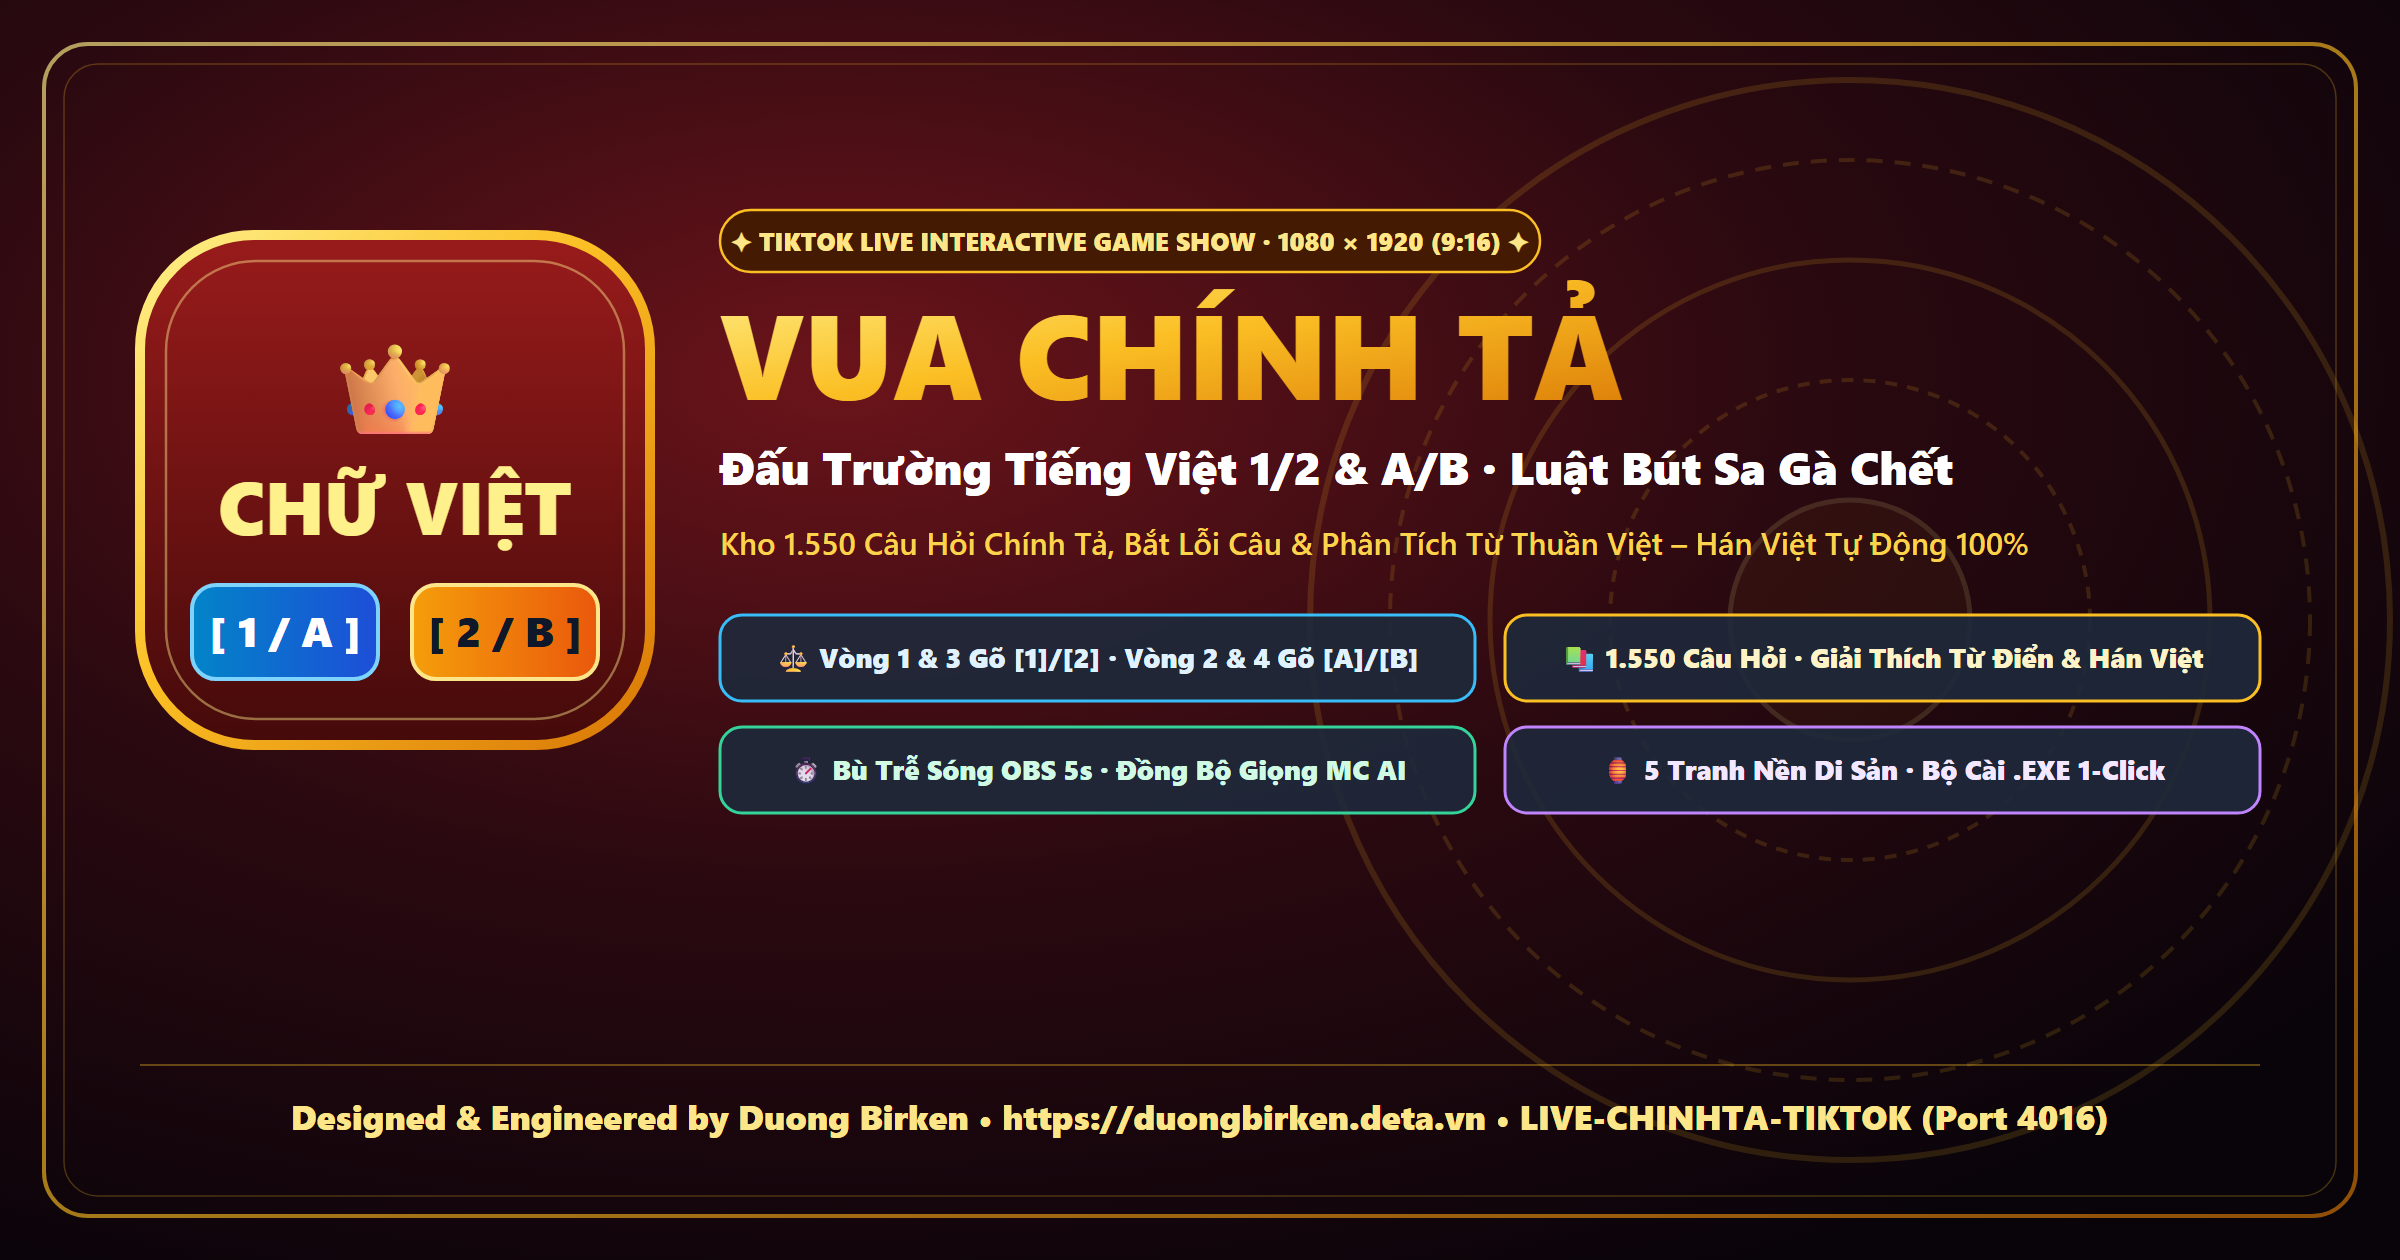 CHỮ VIỆT
[ 1 / A ]
[ 2 / B ]
✦ TIKTOK LIVE INTERACTIVE GAME SHOW · 1080 × 1920 (9:16) ✦
VUA CHÍNH TẢ
Đấu Trường Tiếng Việt 1/2 & A/B · Luật Bút Sa Gà Chết
Kho 1.550 Câu Hỏi Chính Tả, Bắt Lỗi Câu & Phân Tích Từ Thuần Việt – Hán Việt Tự Động 100%
Vòng 1 & 3 Gõ [1]/[2] · Vòng 2 & 4 Gõ [A]/[B]
1.550 Câu Hỏi · Giải Thích Từ Điển & Hán Việt
Bù Trễ Sóng OBS 5s · Đồng Bộ Giọng MC AI
5 Tranh Nền Di Sản · Bộ Cài .EXE 1-Click
Designed & Engineered by Duong Birken • https://duongbirken.deta.vn • LIVE-CHINHTA-TIKTOK (Port 4016)